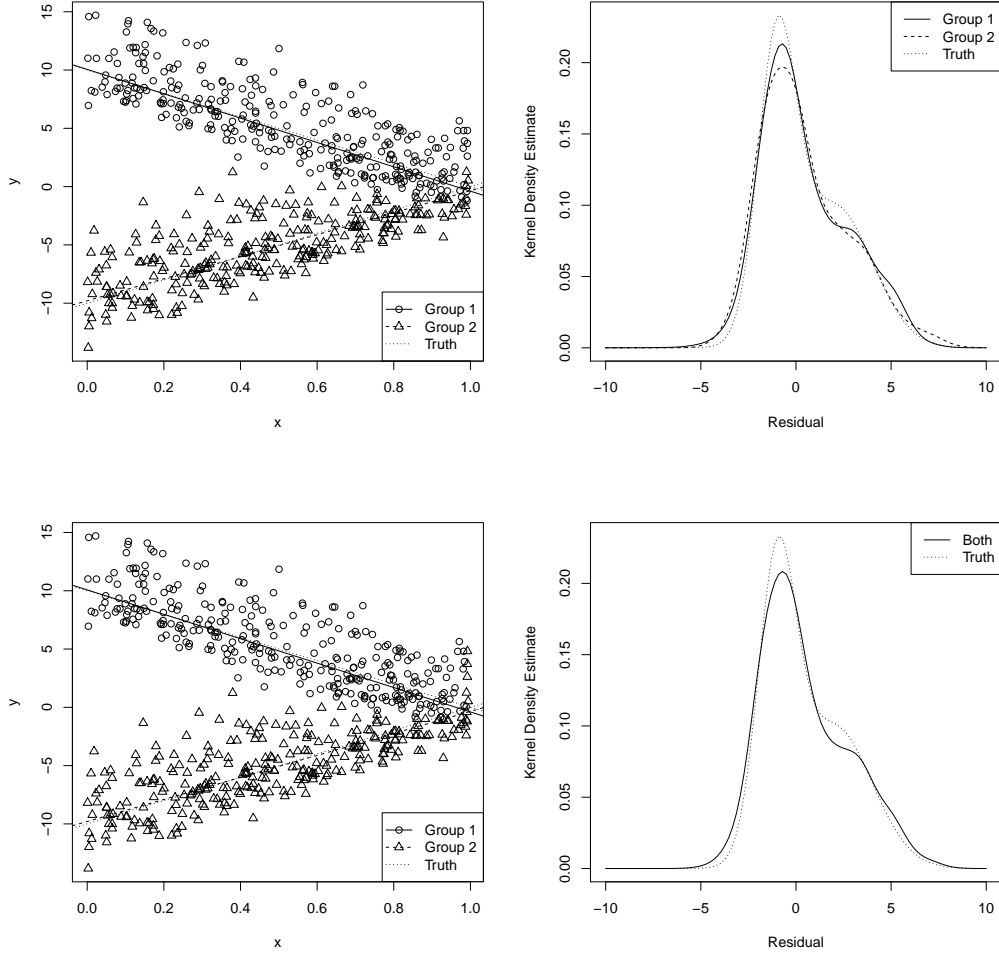 15
10
5
0
−5
−10
y
0.0 0.2 0.4 0.6 0.8 1.0
x
Group 1
Group 2
Truth
0.20
0.15
0.10
0.05
0.00
Kernel Density Estimate
−10 −5 0 5 10
Residual
Group 1
Group 2
Truth
15
10
5
0
−5
−10
y
0.0 0.2 0.4 0.6 0.8 1.0
x
Group 1
Group 2
Truth
0.20
0.15
0.10
0.05
0.00
Kernel Density Estimate
−10 −5 0 5 10
Residual
Both
Truth